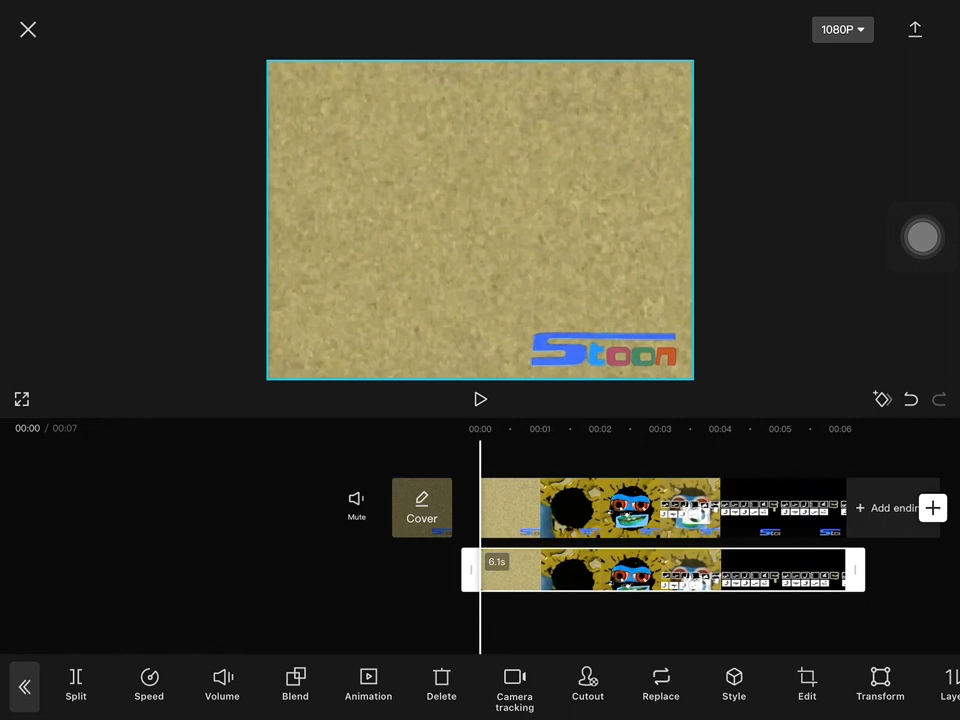 1080P
Stoon
00:00 / 00:07
00:00
00:01
00:02
00:03
00:04
00:05
00:06
Mute
Cover
+ Add endin
6.1s
Split
Speed
Volume
Blend
Animation
Delete
Camera
tracking
Cutout
Replace
Style
Edit
Transform